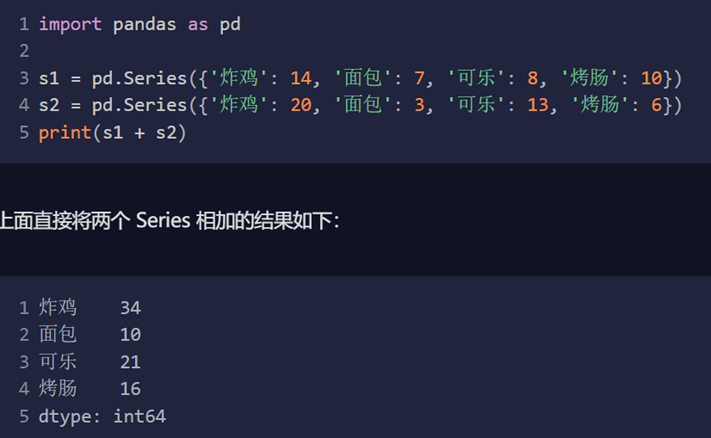 1 import pandas as pd
2
3 s1 = pd.Series({'炸鸡': 14, '面包': 7, '可乐': 8, '烤肠': 10})
4 s2 = pd.Series({'炸鸡': 20, '面包': 3, '可乐': 13, '烤肠': 6})
5 print(s1 + s2)
上面直接将两个 Series 相加的结果如下：
1 炸鸡    34
2 面包    10
3 可乐    21
4 烤肠    16
5 dtype: int64